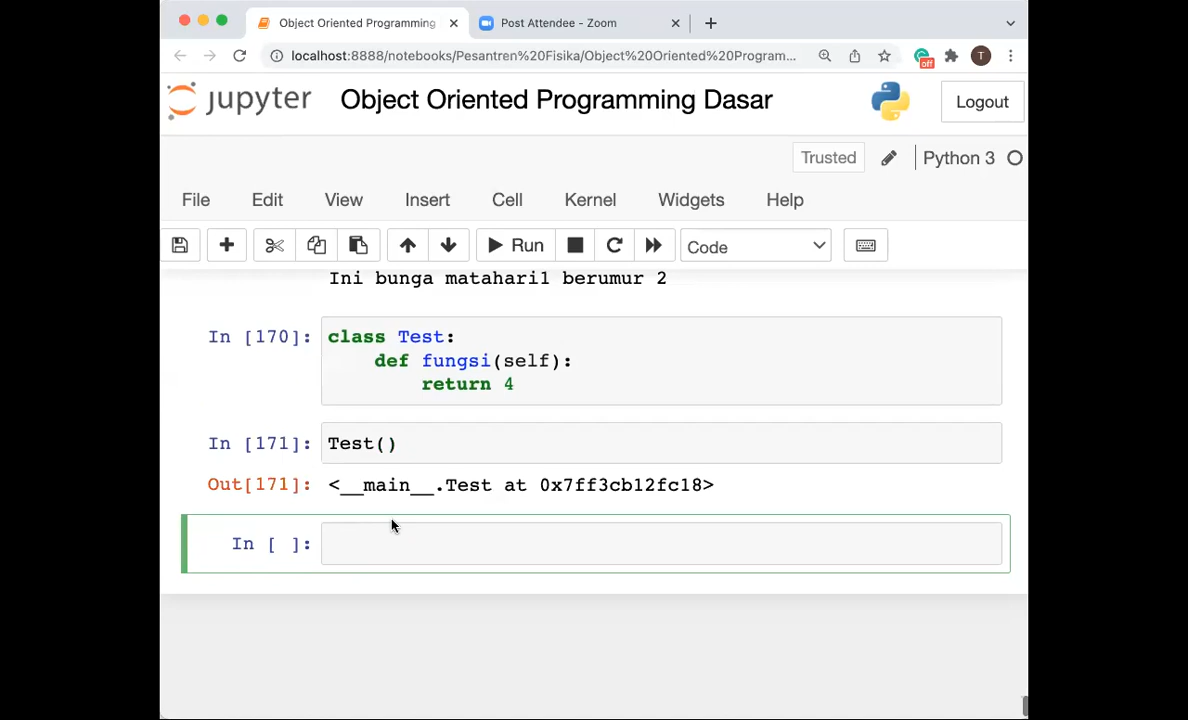 Object Oriented Programming
Post Attendee - Zoom
localhost:8888/notebooks/Pesantren%20Fisika/Object%20Oriented%20Program...
off
T
jupyter Object Oriented Programming Dasar
Logout
Trusted
Python 3
File Edit View Insert Cell Kernel Widgets Help
Run
Code
Ini bunga matahari1 berumur 2
In [170]: class Test:
def fungsi(self):
return 4
In [171]: Test()
Out[171]: <__main__.Test at 0x7ff3cb12fc18>
In [ ]: